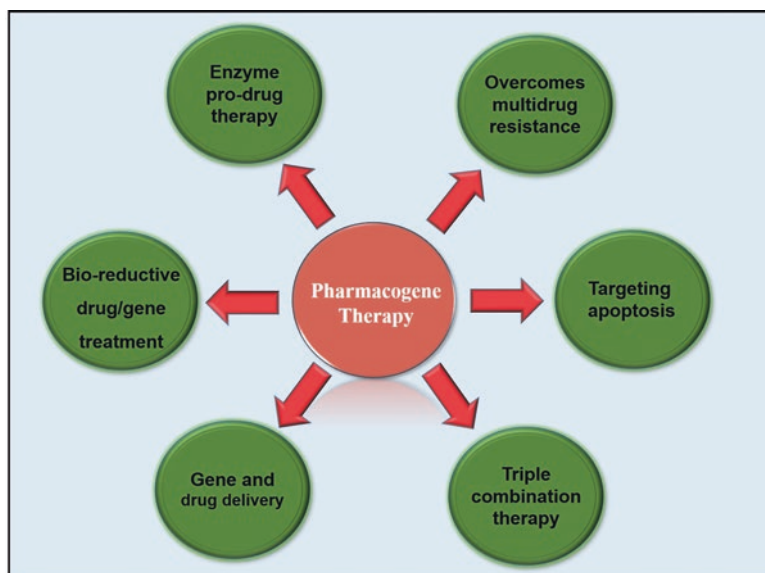 Enzyme
pro-drug
therapy
Overcomes
multidrug
resistance
Bio-reductive
drug/gene
treatment
Pharmacogene
Therapy
Targeting
apoptosis
Gene and
drug delivery
Triple
combination
therapy